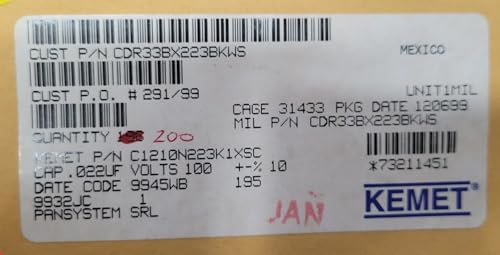 CUST P/N CDR33BX223BKWS
MEXICO
CUST P.O. # 291/99
UNIT1MIL
CAGE 31433 PKG DATE 120699
QUANTITY 200
MIL P/N CDR33BX223BKWS
KEMET P/N C1210N223K1XSC
CAP .022UF VOLTS 100 +-% 10
*73211451
DATE CODE 9945WB 195
9932JC 1
PANSYSTEM SRL
JAN
KEMET®